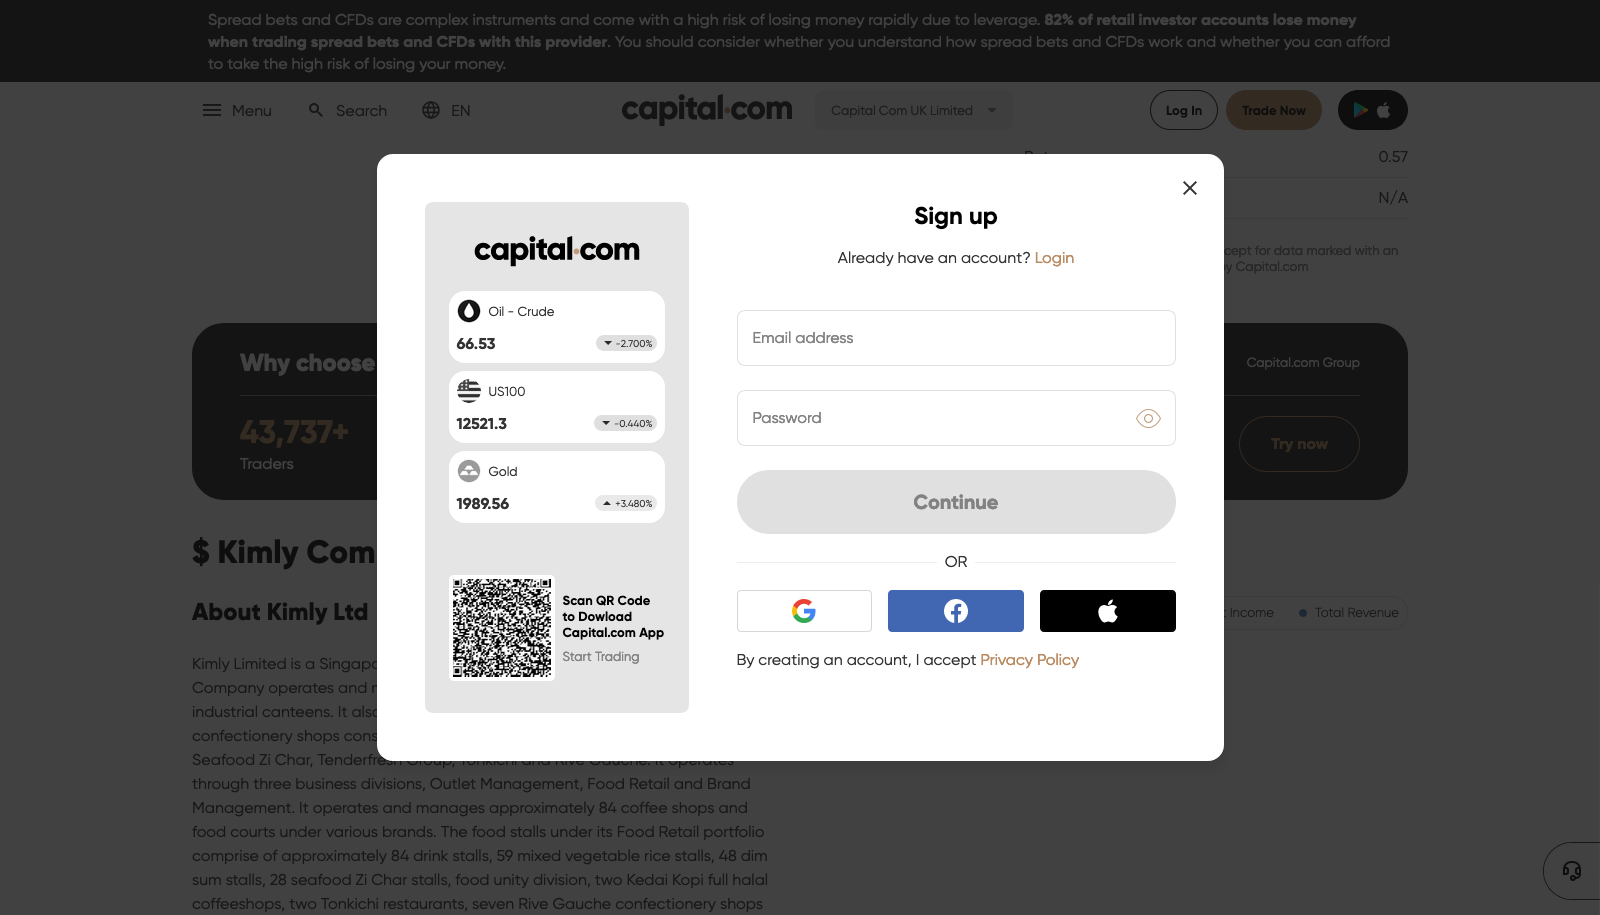 Spread bets and CFDs are complex instruments and come with a high risk of losing money rapidly due to leverage. 82% of retail investor accounts lose money
when trading spread bets and CFDs with this provider. You should consider whether you understand how spread bets and CFDs work and whether you can afford
to take the high risk of losing your money.
Menu
Search
EN
capital.com
Capital Com UK Limited
Log In
Trade Now
0.57
N/A
cept for data marked with an
by Capital.com
Why choose
Capital.com Group
43,737+
Traders
Try now
Sign up
Already have an account? Login
capital.com
Oil - Crude
66.53
-2.700%
US100
12521.3
-0.440%
Gold
1989.56
+3.480%
Scan QR Code
to Dowload
Capital.com App
Start Trading
Email address
Password
Continue
OR
By creating an account, I accept Privacy Policy
$ Kimly Com
About Kimly Ltd
t Income
Total Revenue
Kimly Limited is a Singapo
Company operates and m
industrial canteens. It also
confectionery shops cons
Seafood Zi Char, Tenderfresh Group, Tonkichi and Rive Gauche. It operates
through three business divisions, Outlet Management, Food Retail and Brand
Management. It operates and manages approximately 84 coffee shops and
food courts under various brands. The food stalls under its Food Retail portfolio
comprise of approximately 84 drink stalls, 59 mixed vegetable rice stalls, 48 dim
sum stalls, 28 seafood Zi Char stalls, food unity division, two Kedai Kopi full halal
coffeeshops, two Tonkichi restaurants, seven Rive Gauche confectionery shops